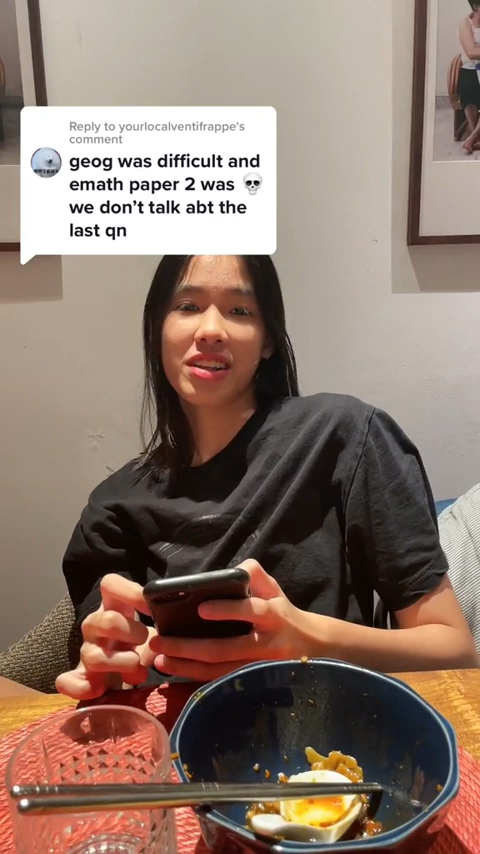 Reply to yourlocalventifrappe's
comment
geog was difficult and
emath paper 2 was 💀
we don't talk abt the
last qn